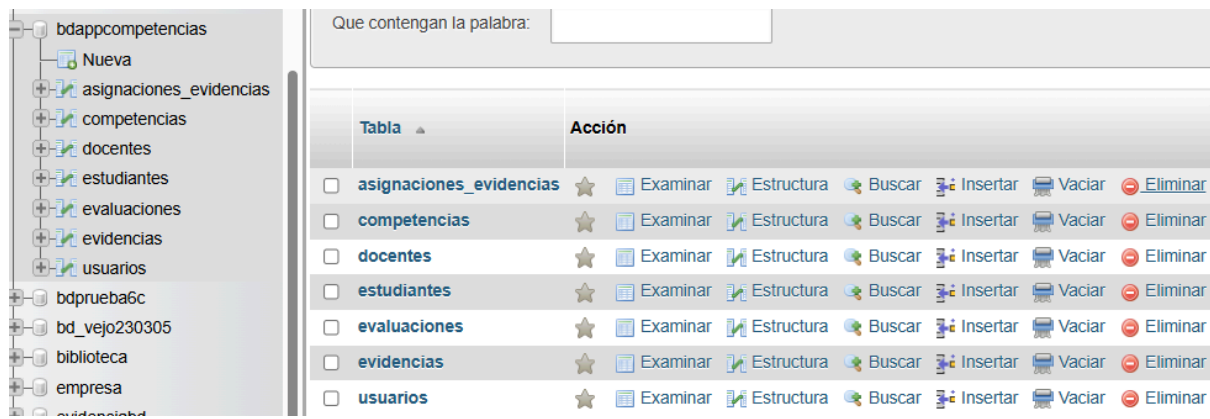 bdappcompetencias
Nueva
asignaciones_evidencias
competencias
docentes
estudiantes
evaluaciones
evidencias
usuarios
bdprueba6c
bd_vejo230305
biblioteca
empresa
Que contengan la palabra:
Tabla Acción
asignaciones_evidencias Examinar Estructura Buscar Insertar Vaciar Eliminar
competencias Examinar Estructura Buscar Insertar Vaciar Eliminar
docentes Examinar Estructura Buscar Insertar Vaciar Eliminar
estudiantes Examinar Estructura Buscar Insertar Vaciar Eliminar
evaluaciones Examinar Estructura Buscar Insertar Vaciar Eliminar
evidencias Examinar Estructura Buscar Insertar Vaciar Eliminar
usuarios Examinar Estructura Buscar Insertar Vaciar Eliminar